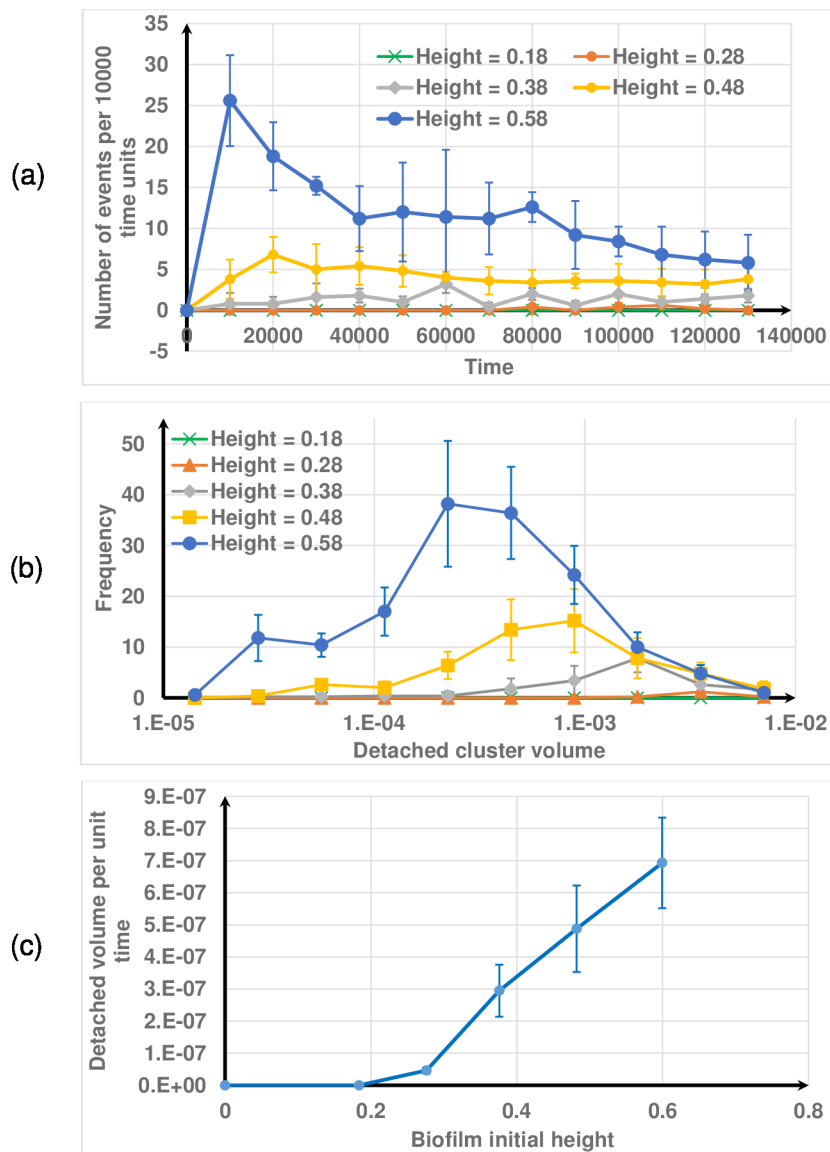 (a)
Number of events per 10000
time units
35
30
25
20
15
10
5
0
-5
Height = 0.18 Height = 0.28
Height = 0.38 Height = 0.48
Height = 0.58
0 20000 40000 60000 80000 100000 120000 140000
Time
(b)
Frequency
50
40
30
20
10
0
Height = 0.18
Height = 0.28
Height = 0.38
Height = 0.48
Height = 0.58
1.E-05 1.E-04 1.E-03 1.E-02
Detached cluster volume
(c)
Detached volume per unit
time
9.E-07
8.E-07
7.E-07
6.E-07
5.E-07
4.E-07
3.E-07
2.E-07
1.E-07
0.E+00
0 0.2 0.4 0.6 0.8
Biofilm initial height